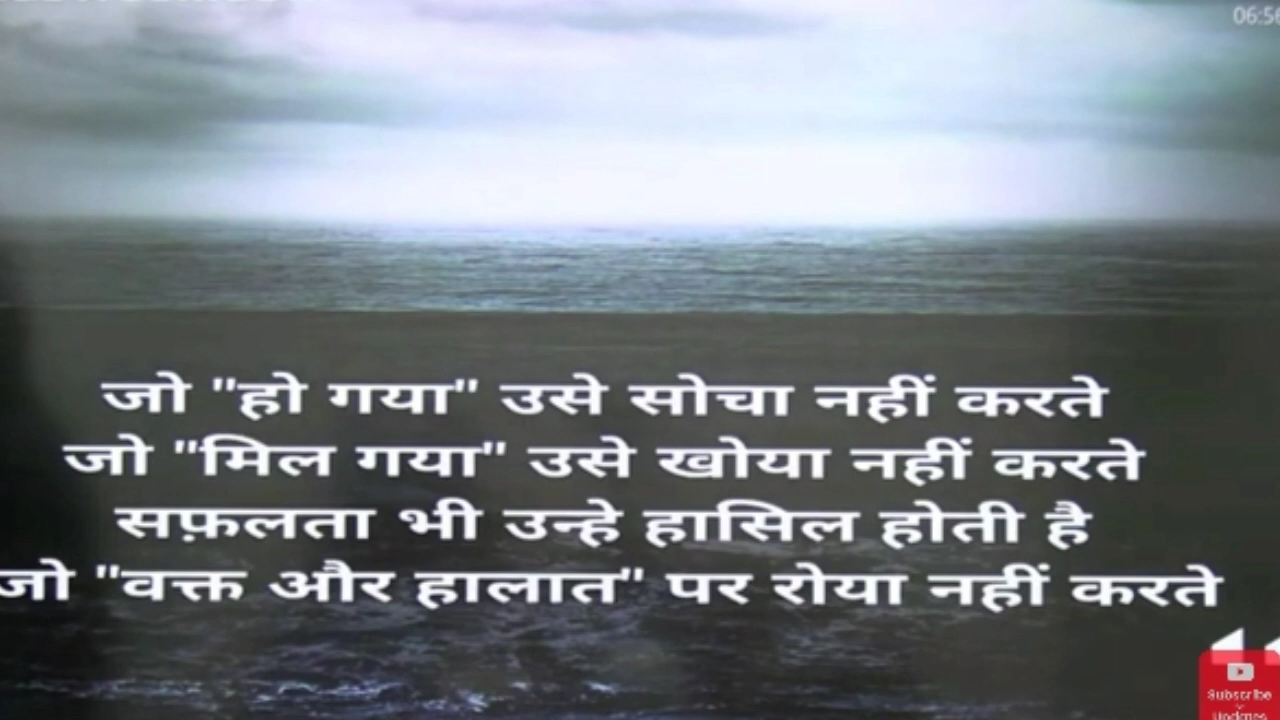 06:56
जो "हो गया" उसे सोचा नहीं करते
जो "मिल गया" उसे खोया नहीं करते
सफ़लता भी उन्हे हासिल होती है
जो "वक्त और हालात" पर रोया नहीं करते
Subscribe
Updates